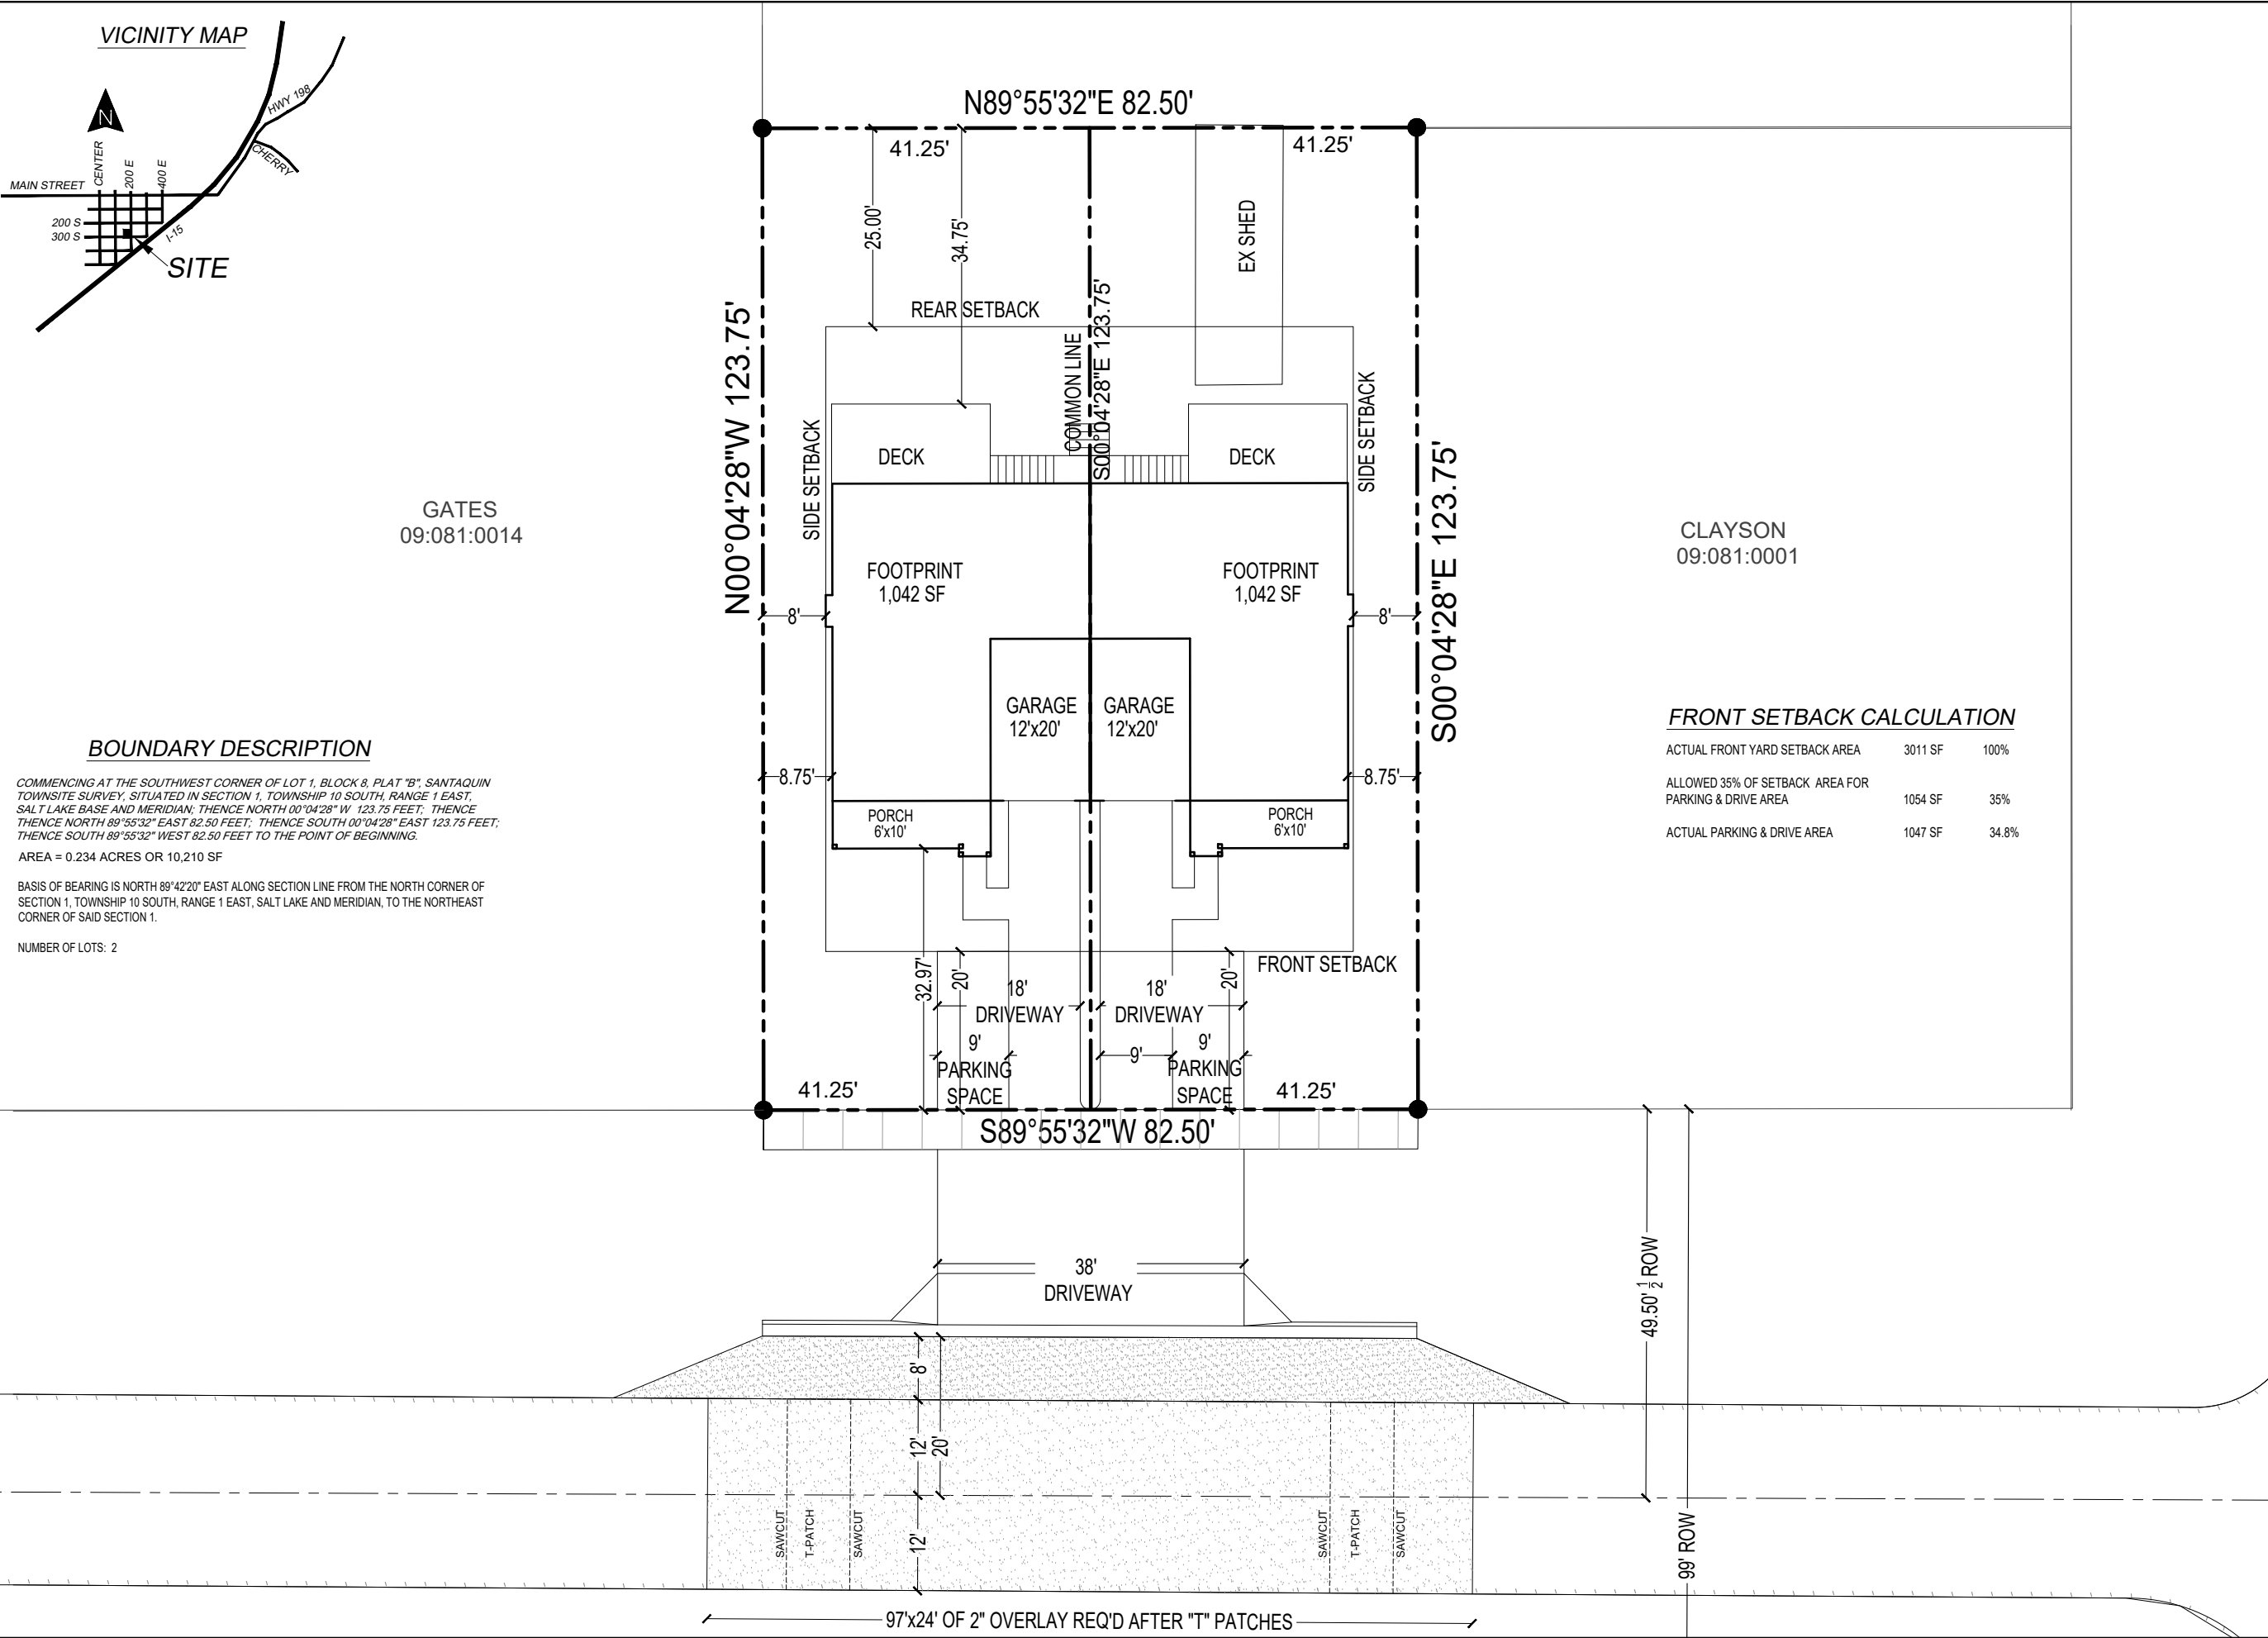 VICINITY MAP
N
HWY 198
CHERRY
MAIN STREET
CENTER
200 E
400 E
200 S
300 S
I-15
SITE
N89°55'32"E 82.50'
41.25'
41.25'
25.00'
34.75'
EX SHED
REAR SETBACK
COMMON LINE
S00°04'28"E 123.75'
N00°04'28"W 123.75'
SIDE SETBACK
SIDE SETBACK
S00°04'28"E 123.75'
DECK
DECK
GATES
09:081:0014
CLAYSON
09:081:0001
FOOTPRINT
1,042 SF
FOOTPRINT
1,042 SF
8'
8'
GARAGE
12'x20'
GARAGE
12'x20'
8.75'
8.75'
PORCH
6'x10'
PORCH
6'x10'
BOUNDARY DESCRIPTION
COMMENCING AT THE SOUTHWEST CORNER OF LOT 1, BLOCK 8, PLAT "B", SANTAQUIN
TOWNSITE SURVEY, SITUATED IN SECTION 1, TOWNSHIP 10 SOUTH, RANGE 1 EAST,
SALT LAKE BASE AND MERIDIAN; THENCE NORTH 00°04'28" W 123.75 FEET; THENCE
THENCE NORTH 89°55'32" EAST 82.50 FEET; THENCE SOUTH 00°04'28" EAST 123.75 FEET;
THENCE SOUTH 89°55'32" WEST 82.50 FEET TO THE POINT OF BEGINNING.
AREA = 0.234 ACRES OR 10,210 SF
BASIS OF BEARING IS NORTH 89°42'20" EAST ALONG SECTION LINE FROM THE NORTH CORNER OF
SECTION 1, TOWNSHIP 10 SOUTH, RANGE 1 EAST, SALT LAKE AND MERIDIAN, TO THE NORTHEAST
CORNER OF SAID SECTION 1.
NUMBER OF LOTS: 2
FRONT SETBACK CALCULATION
ACTUAL FRONT YARD SETBACK AREA 3011 SF 100%
ALLOWED 35% OF SETBACK AREA FOR
PARKING & DRIVE AREA 1054 SF 35%
ACTUAL PARKING & DRIVE AREA 1047 SF 34.8%
FRONT SETBACK
32.97'
20'
20'
18'
DRIVEWAY
18'
DRIVEWAY
9'
PARKING
SPACE
9'
9'
PARKING
SPACE
41.25'
41.25'
S89°55'32"W 82.50'
38'
DRIVEWAY
49.50' 1/2 ROW
99' ROW
8'
12'
20'
12'
SAWCUT
T-PATCH
SAWCUT
SAWCUT
T-PATCH
SAWCUT
97'x24' OF 2" OVERLAY REQ'D AFTER "T" PATCHES